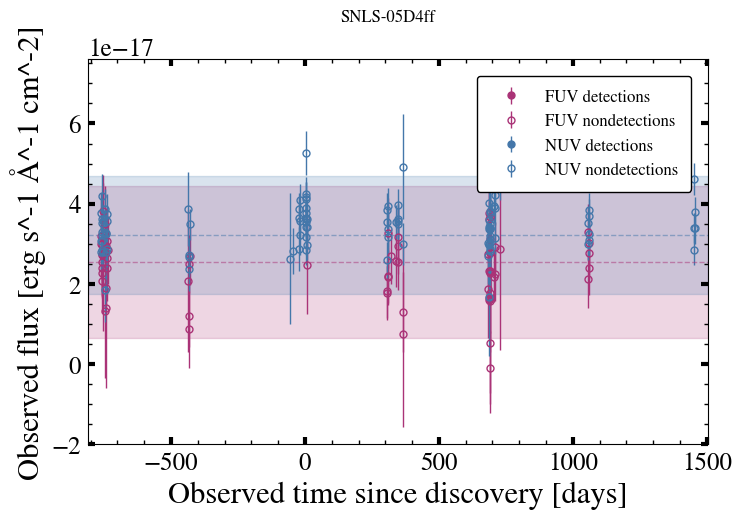 SNLS-05D4ff
1e−17
Observed flux [erg s^-1 Å^-1 cm^-2]
6
4
2
0
−2
FUV detections
FUV nondetections
NUV detections
NUV nondetections
−500 0 500 1000 1500
Observed time since discovery [days]